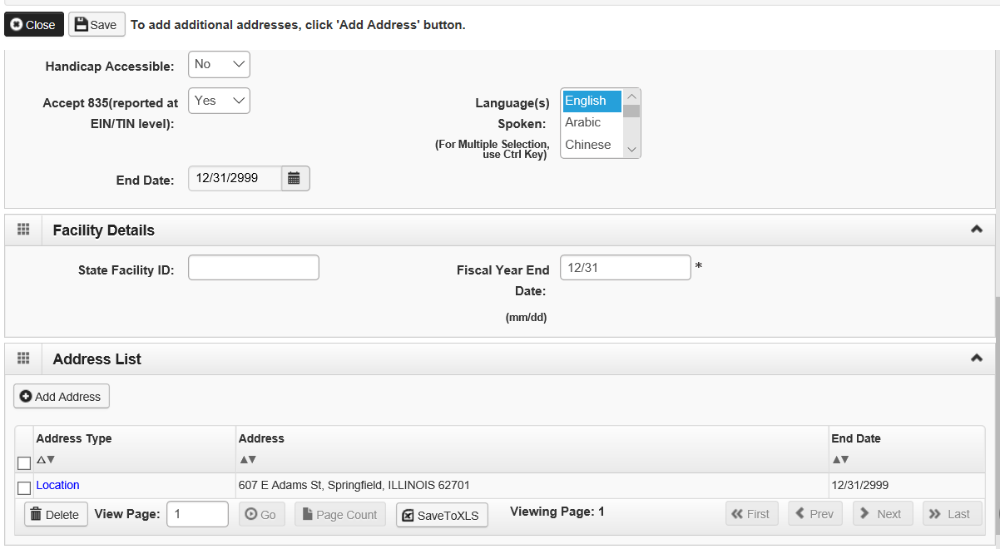 Close Save To add additional addresses, click 'Add Address' button.
Handicap Accessible: No
Accept 835(reported at EIN/TIN level): Yes
Language(s) Spoken:
(For Multiple Selection, use Ctrl Key)
English
Arabic
Chinese
End Date: 12/31/2999
Facility Details
State Facility ID:
Fiscal Year End Date: 12/31 *
(mm/dd)
Address List
Add Address
Address Type Address End Date
Location 607 E Adams St, Springfield, ILLINOIS 62701 12/31/2999
Delete View Page: 1 Go Page Count SaveToXLS Viewing Page: 1 First Prev Next Last